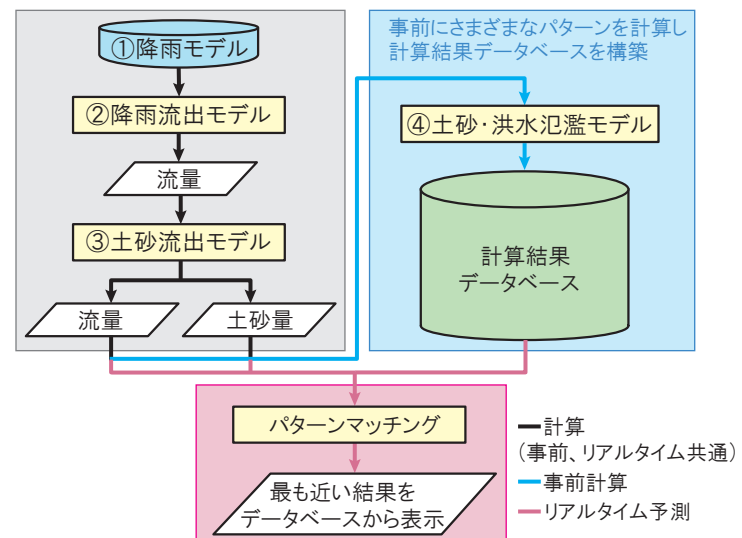 ①降雨モデル
②降雨流出モデル
流量
③土砂流出モデル
流量
土砂量
事前にさまざまなパターンを計算し
計算結果データベースを構築
④土砂・洪水氾濫モデル
計算結果
データベース
パターンマッチング
最も近い結果を
データベースから表示
計算
(事前、リアルタイム共通)
事前計算
リアルタイム予測